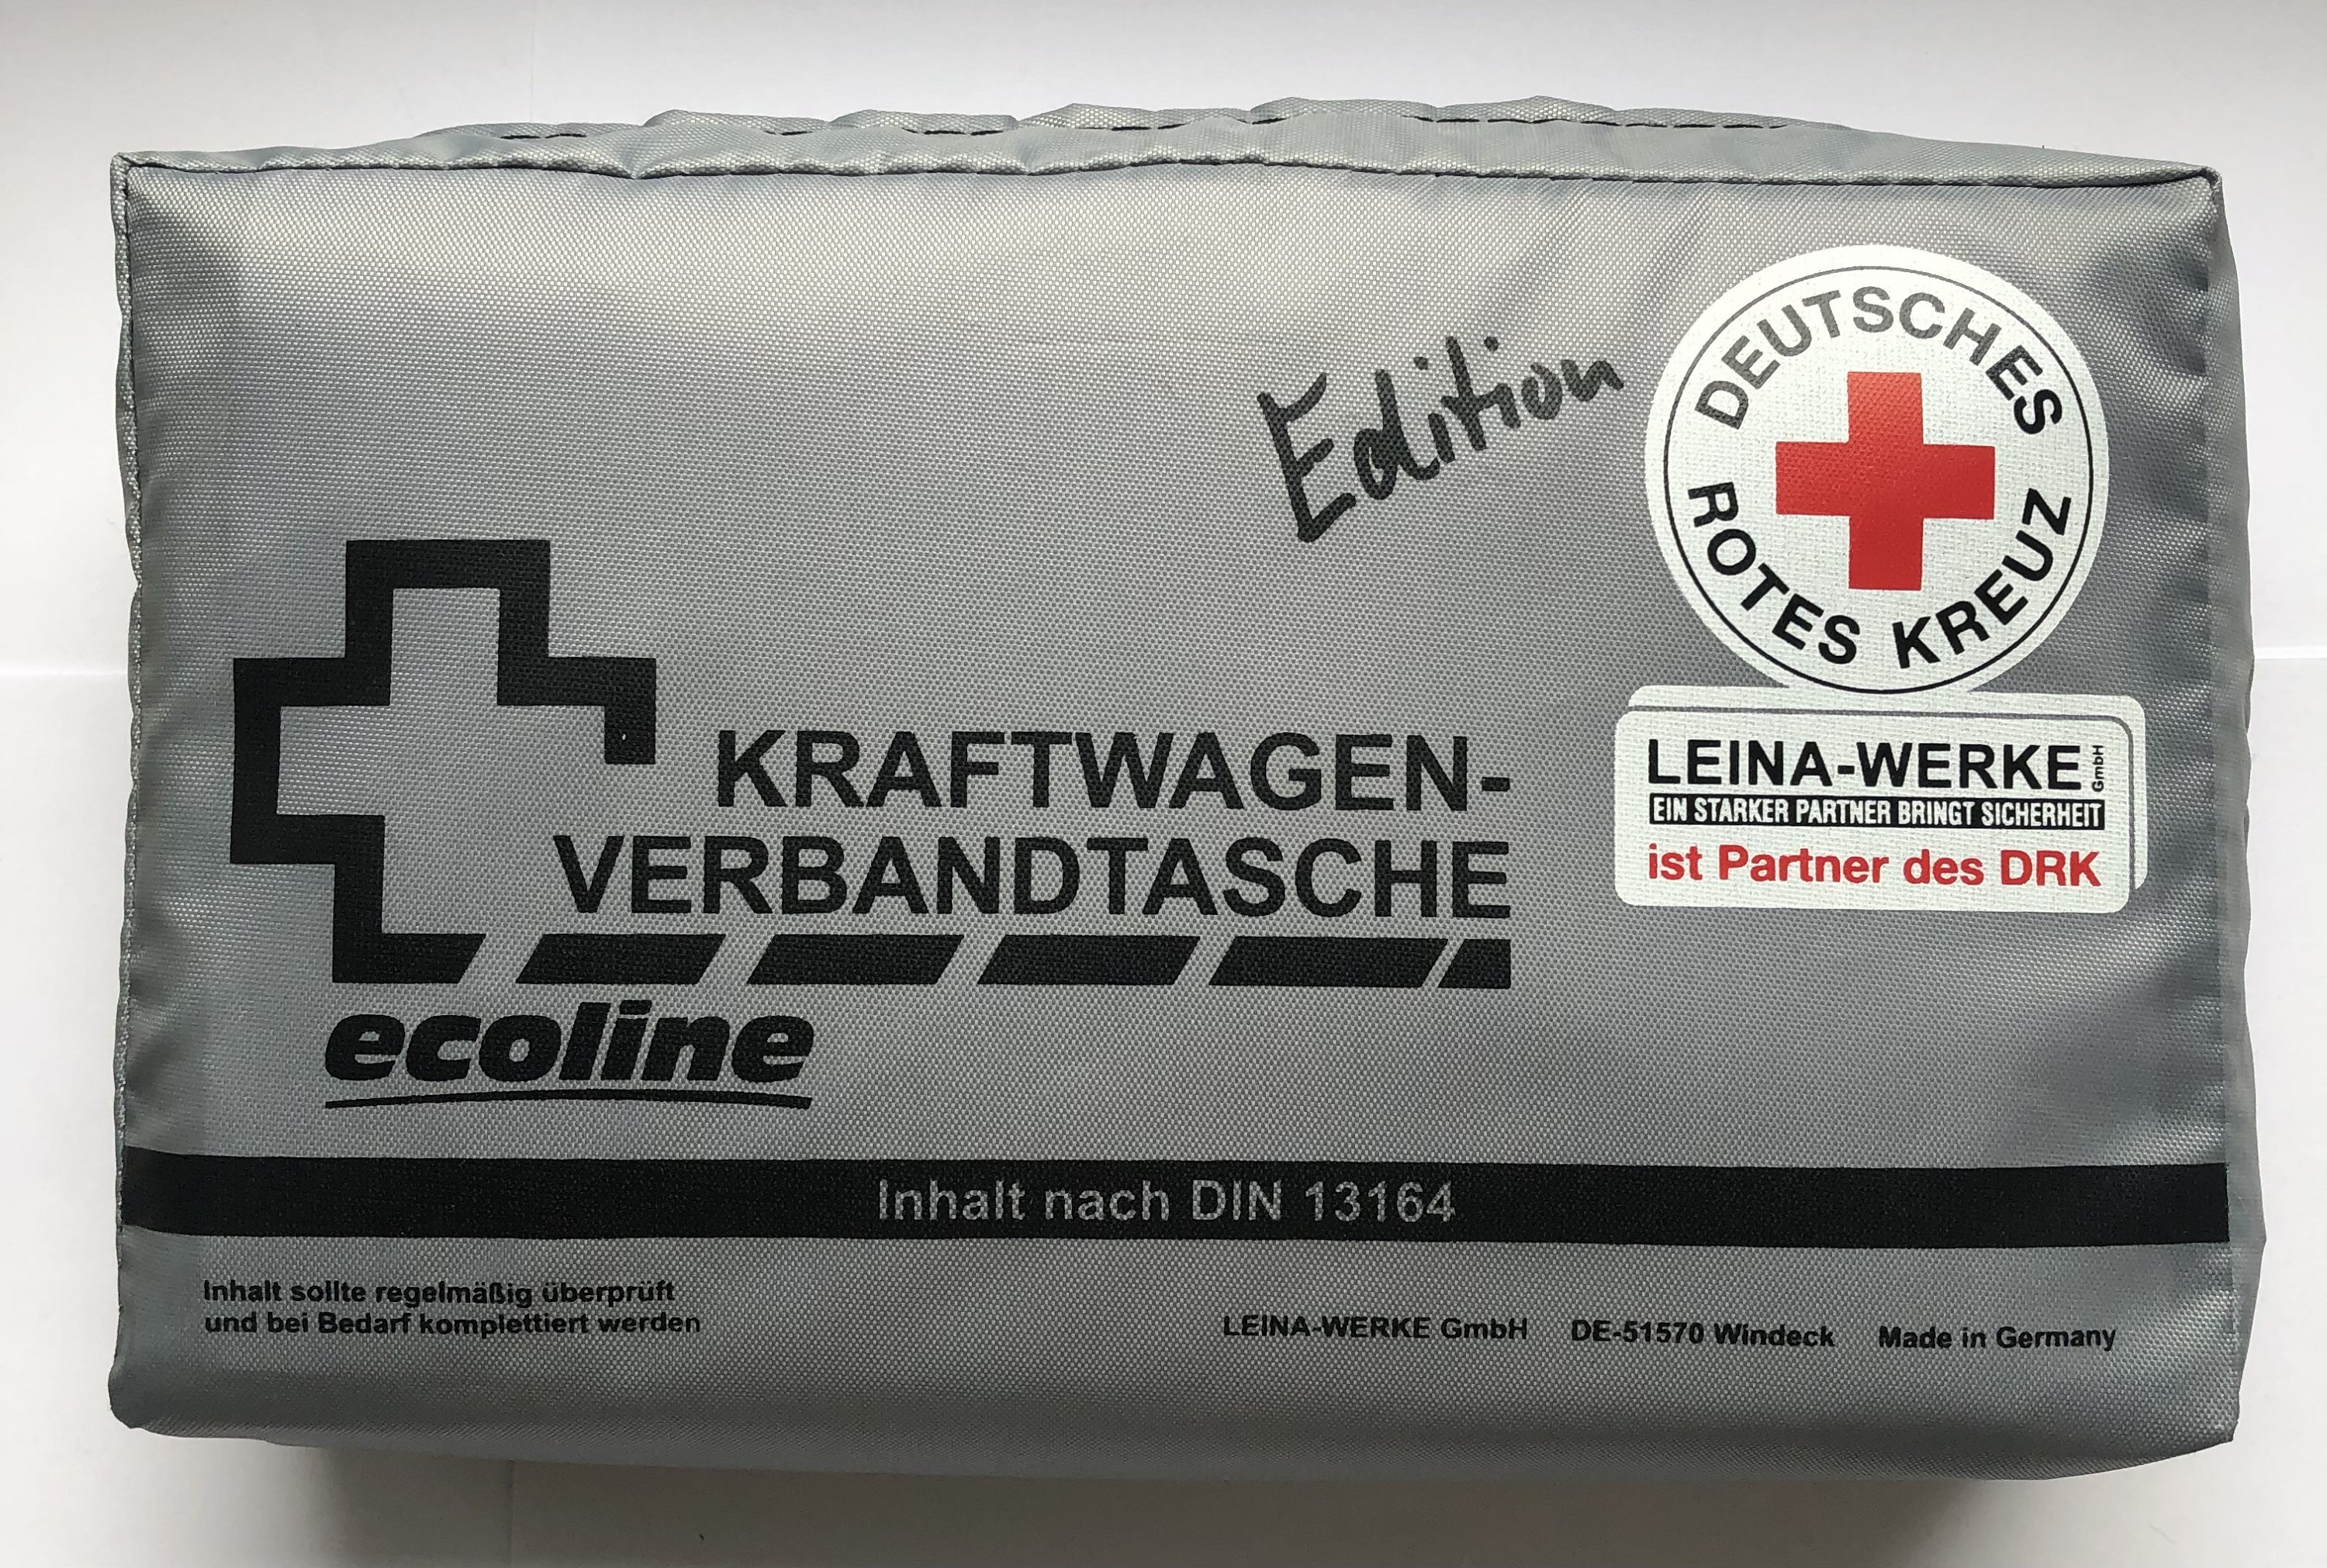 Edition
DEUTSCHES
ROTES KREUZ
LEINA-WERKE GmbH
EIN STARKER PARTNER BRINGT SICHERHEIT
ist Partner des DRK
KRAFTWAGEN-
VERBANDTASCHE
ecoline
Inhalt nach DIN 13164
Inhalt sollte regelmäßig überprüft
und bei Bedarf komplettiert werden
LEINA-WERKE GmbH DE-51570 Windeck Made in Germany